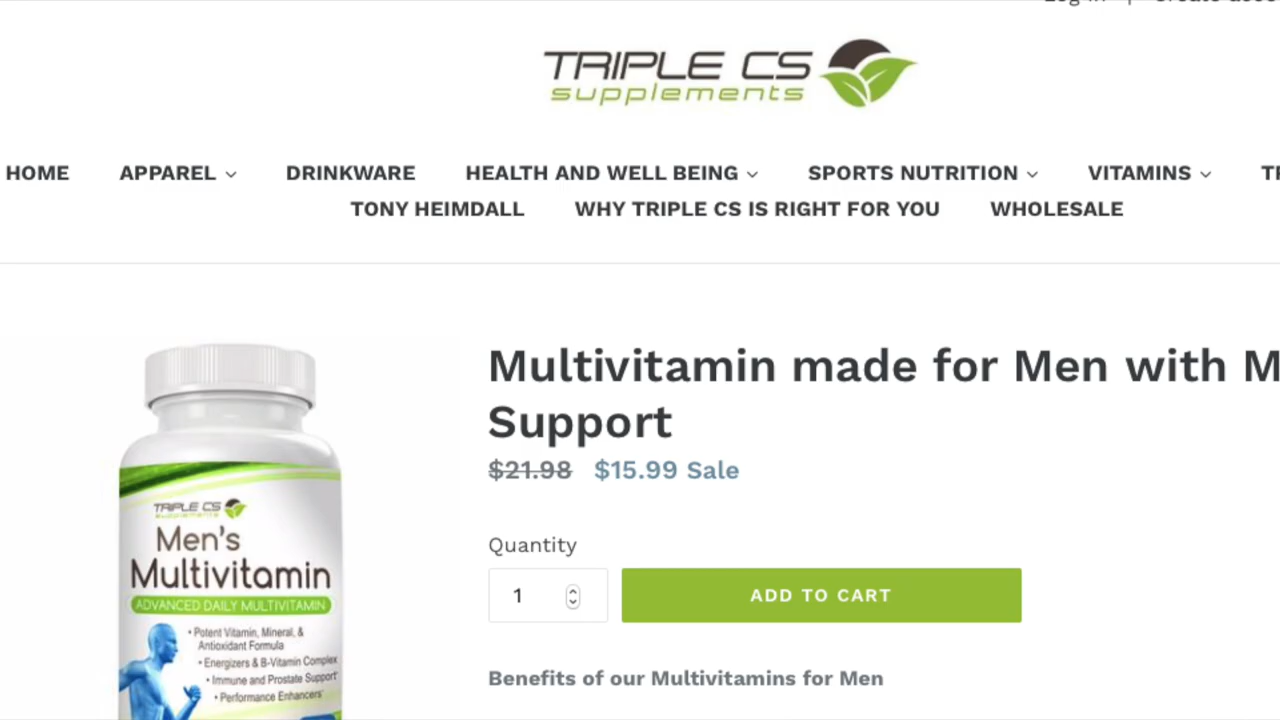 TRIPLE CS
supplements
HOME APPAREL DRINKWARE HEALTH AND WELL BEING SPORTS NUTRITION VITAMINS
TONY HEIMDALL WHY TRIPLE CS IS RIGHT FOR YOU WHOLESALE
Multivitamin made for Men with
Support
$21.98 $15.99 Sale
Quantity
1
ADD TO CART
Benefits of our Multivitamins for Men
TRIPLE CS
supplements
Men's
Multivitamin
ADVANCED DAILY MULTIVITAMIN
• Potent Vitamin, Mineral, &
Antioxidant Formula
• Energizers & B-Vitamin Complex
• Immune and Prostate Support*
• Performance Enhancers*